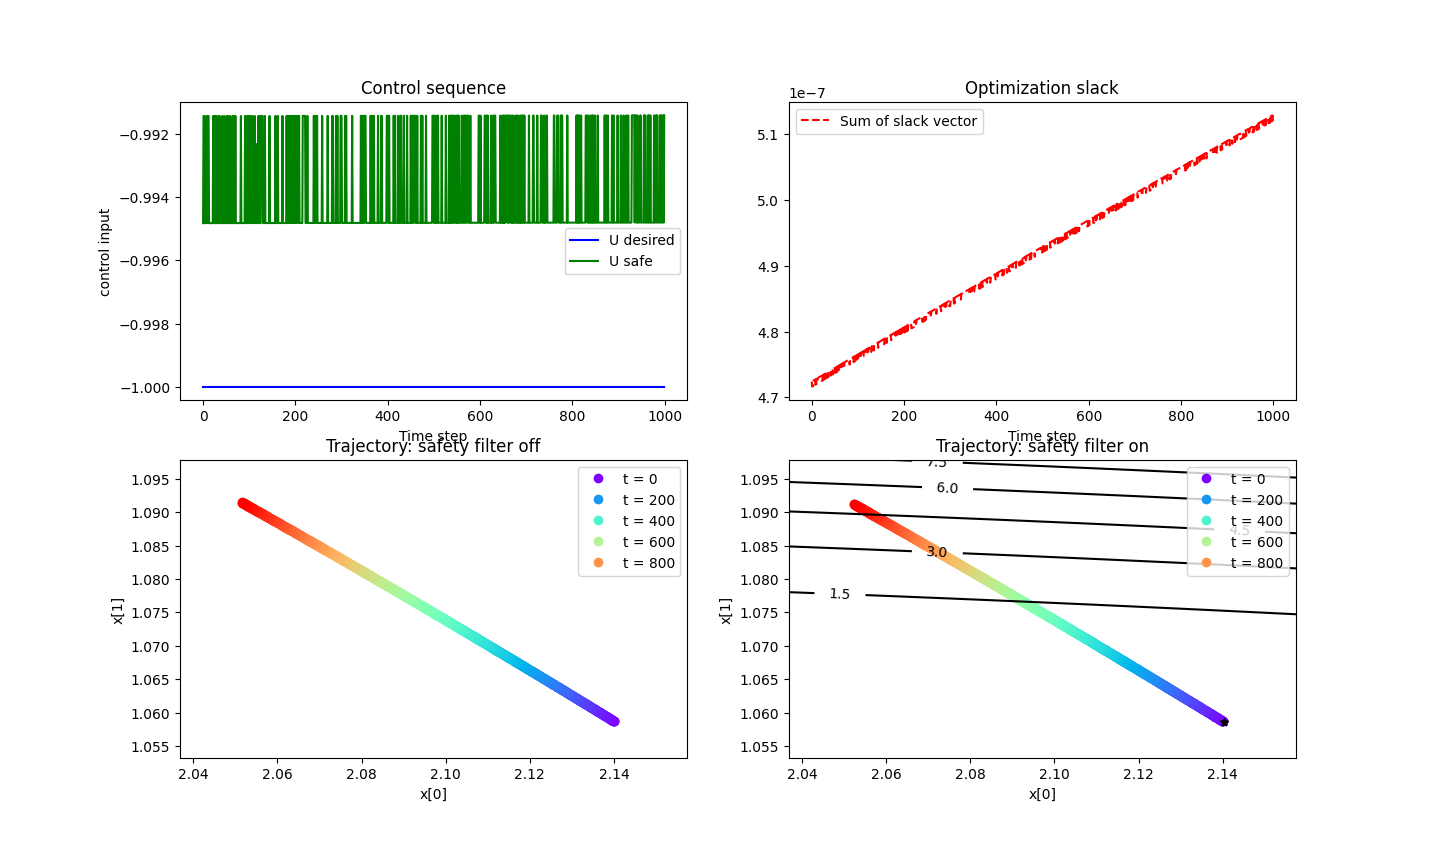 Control sequence
control input
−0.992
−0.994
−0.996
−0.998
−1.000
U desired
U safe
0 200 400 600 800 1000
Time step
Optimization slack
1e−7
5.1
5.0
4.9
4.8
4.7
Sum of slack vector
0 200 400 600 800 1000
Time step
Trajectory: safety filter off
x[1]
1.095
1.090
1.085
1.080
1.075
1.070
1.065
1.060
1.055
t = 0
t = 200
t = 400
t = 600
t = 800
2.04 2.06 2.08 2.10 2.12 2.14
x[0]
Trajectory: safety filter on
x[1]
1.095
1.090
1.085
1.080
1.075
1.070
1.065
1.060
1.055
7.5
6.0
4.5
3.0
1.5
t = 0
t = 200
t = 400
t = 600
t = 800
2.04 2.06 2.08 2.10 2.12 2.14
x[0]